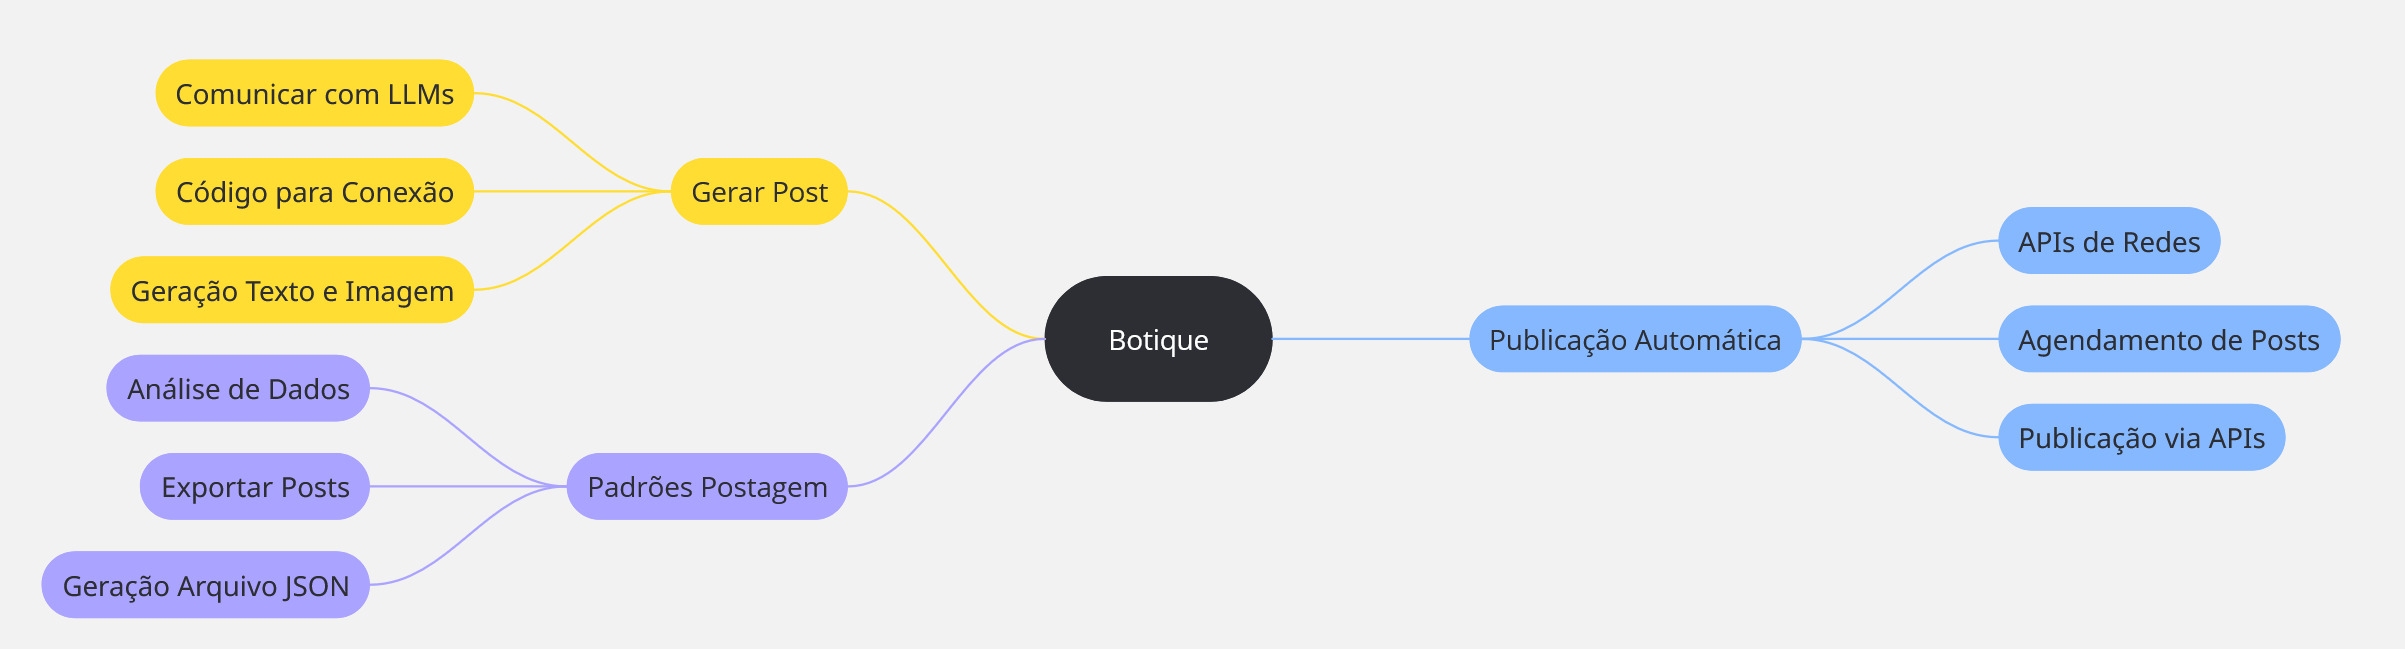 Comunicar com LLMs
Código para Conexão
Geração Texto e Imagem
Gerar Post
Análise de Dados
Exportar Posts
Geração Arquivo JSON
Padrões Postagem
Botique
Publicação Automática
APIs de Redes
Agendamento de Posts
Publicação via APIs